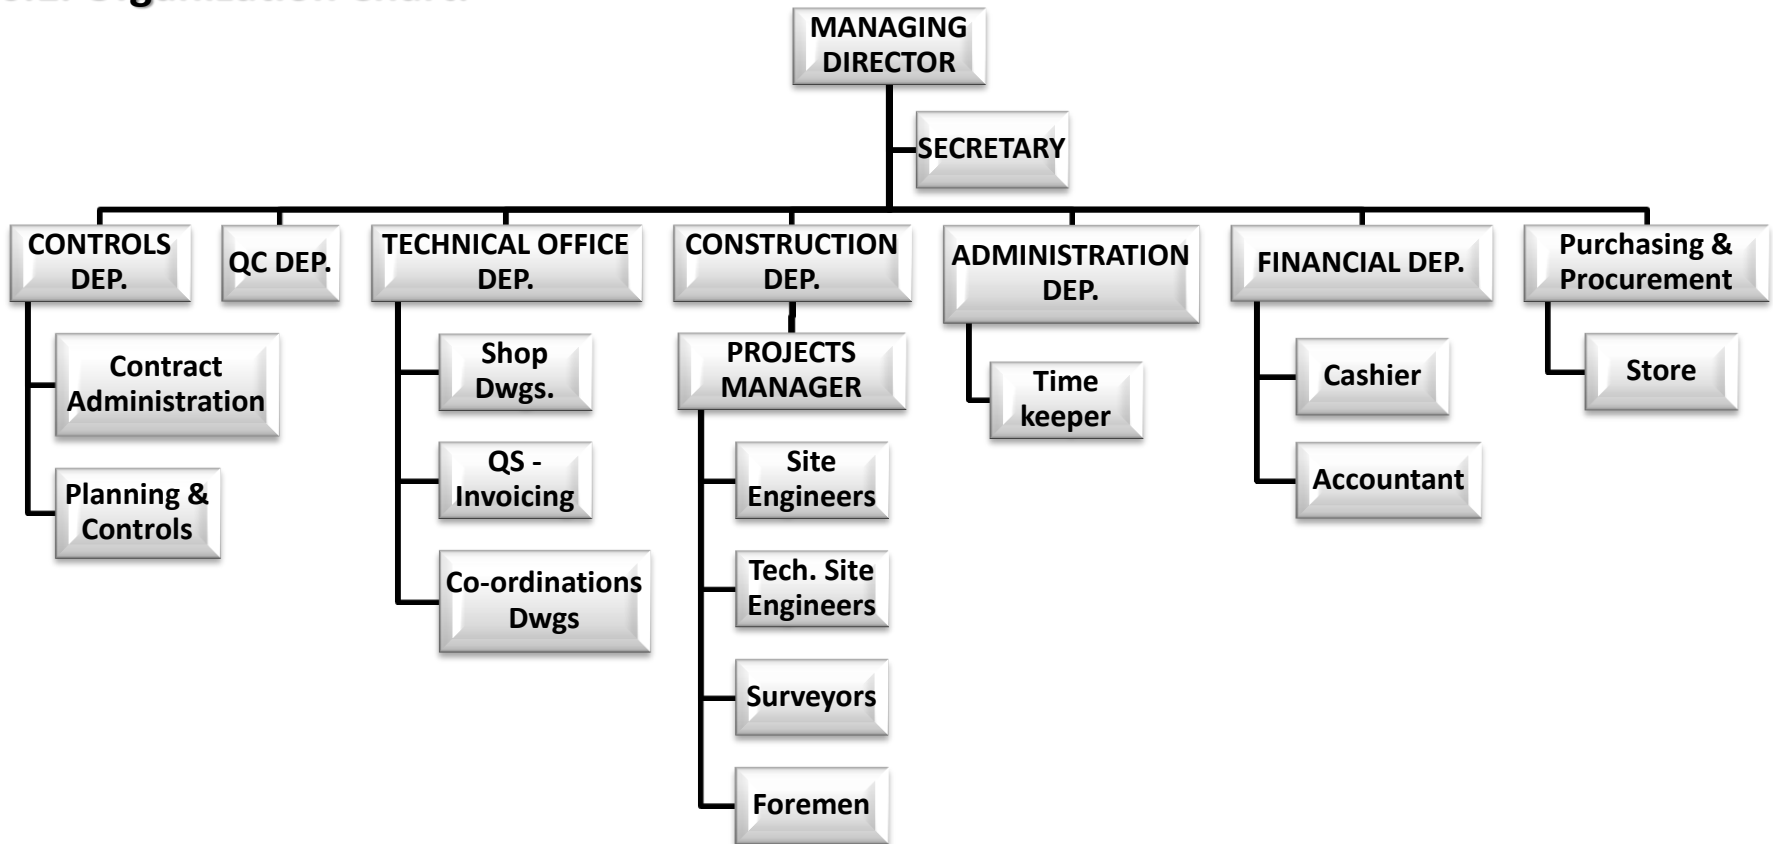 Organization Chart:
MANAGING
DIRECTOR
SECRETARY
CONTROLS
DEP.
QC DEP.
TECHNICAL OFFICE
DEP.
CONSTRUCTION
DEP.
ADMINISTRATION
DEP.
FINANCIAL DEP.
Purchasing &
Procurement
Contract
Administration
Planning &
Controls
Shop
Dwgs.
QS -
Invoicing
Co-ordinations
Dwgs
PROJECTS
MANAGER
Site
Engineers
Tech. Site
Engineers
Surveyors
Foremen
Time
keeper
Cashier
Accountant
Store